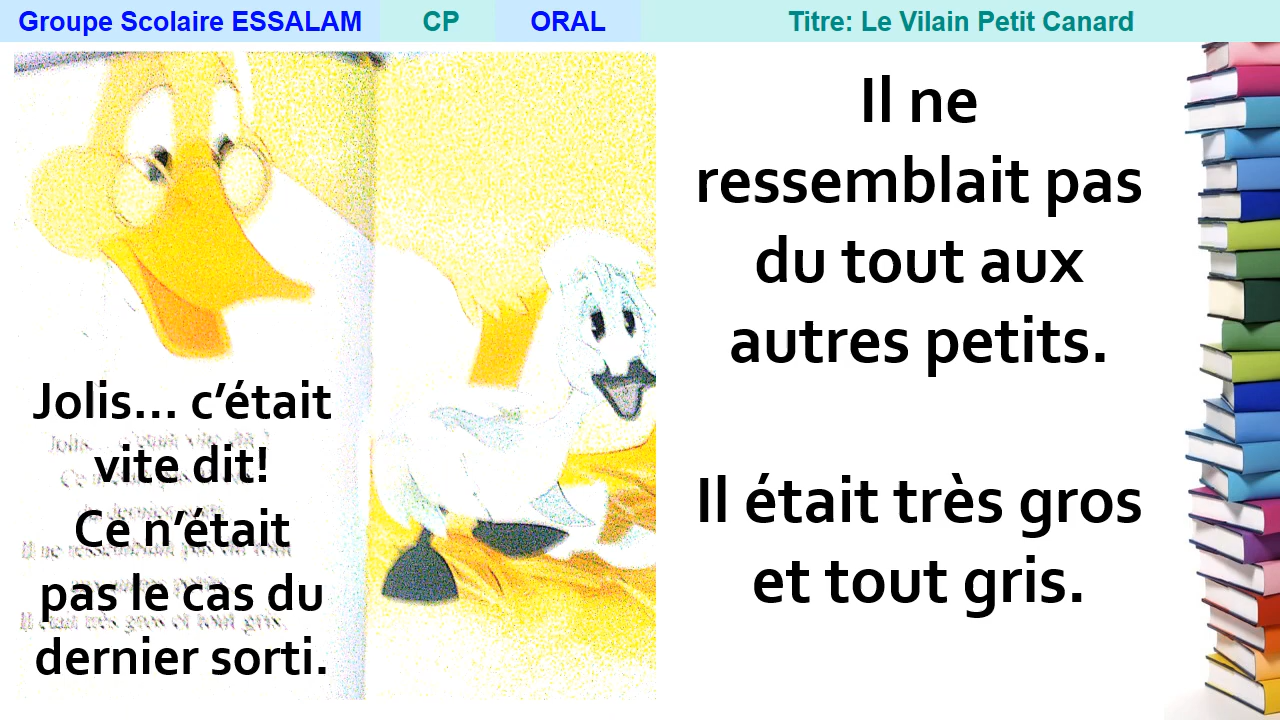 Groupe Scolaire ESSALAM CP ORAL Titre: Le Vilain Petit Canard
Jolis... c’était
vite dit!
Ce n’était
pas le cas du
dernier sorti.
Il ne
ressemblait pas
du tout aux
autres petits.
Il était très gros
et tout gris.